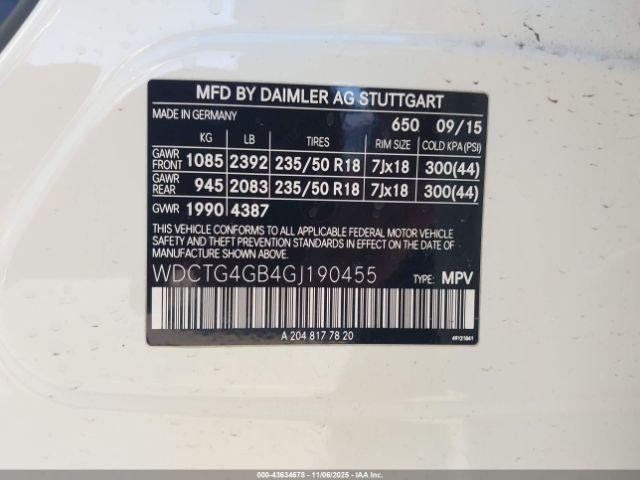 MFD BY DAIMLER AG STUTTGART
MADE IN GERMANY 650 09/15
KG LB TIRES RIM SIZE COLD KPA(PSI)
GAWR FRONT 1085 2392 235/50 R18 7Jx18 300(44)
GAWR REAR 945 2083 235/50 R18 7Jx18 300(44)
GVWR 1990 4387
THIS VEHICLE CONFORMS TO ALL APPLICABLE FEDERAL MOTOR VEHICLE
SAFETY AND THEFT PREVENTION STANDARDS IN EFFECT ON THE DATE OF
MANUFACTURE SHOWN ABOVE.
WDCTG4GB4GJ190455 TYPE: MPV
A 204 817 78 20 49121041
000-43634678 - 11/06/2025 - IAAI.COM